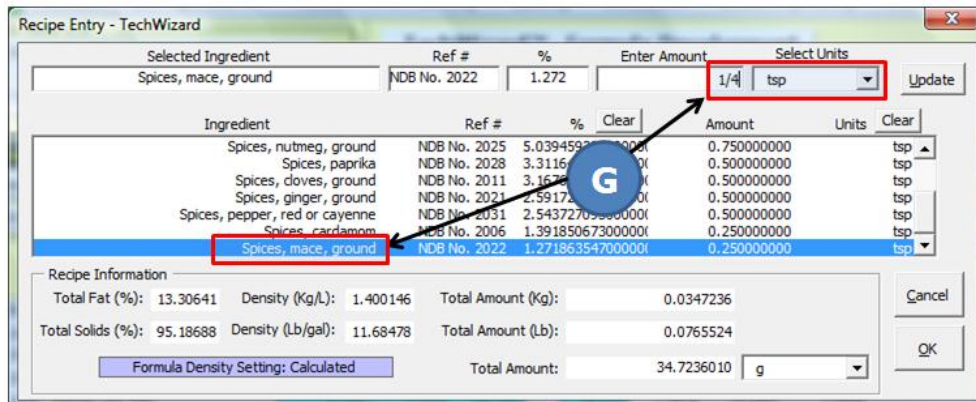 Recipe Entry - TechWizard
Selected Ingredient Ref # % Enter Amount Select Units
Spices, mace, ground NDB No. 2022 1.272 1/4 tsp Update
Ingredient Ref # % Clear Amount Units Clear
Spices, nutmeg, ground NDB No. 2025 0.750000000 tsp
Spices, paprika NDB No. 2028 0.500000000 tsp
Spices, cloves, ground NDB No. 2011 0.500000000 tsp
Spices, ginger, ground NDB No. 2021 0.500000000 tsp
Spices, pepper, red or cayenne NDB No. 2031 0.500000000 tsp
Spices, cardamom NDB No. 2006 0.250000000 tsp
Spices, mace, ground NDB No. 2022 0.250000000 tsp
G
Recipe Information
Total Fat (%): 13.30641 Density (Kg/L): 1.400146 Total Amount (Kg): 0.0347236 Cancel
Total Solids (%): 95.18688 Density (Lb/gal): 11.68478 Total Amount (Lb): 0.0765524
OK
Formula Density Setting: Calculated Total Amount: 34.7236010 g